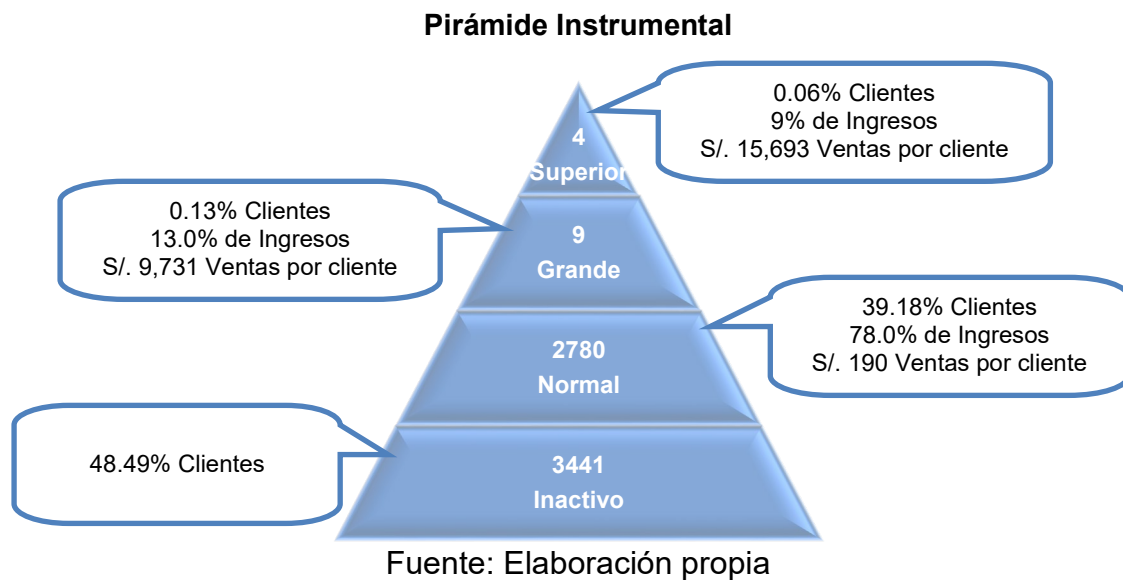 Pirámide Instrumental
0.06% Clientes
9% de Ingresos
S/. 15,693 Ventas por cliente
4
Superior
0.13% Clientes
13.0% de Ingresos
S/. 9,731 Ventas por cliente
9
Grande
39.18% Clientes
78.0% de Ingresos
S/. 190 Ventas por cliente
2780
Normal
48.49% Clientes
3441
Inactivo
Fuente: Elaboración propia